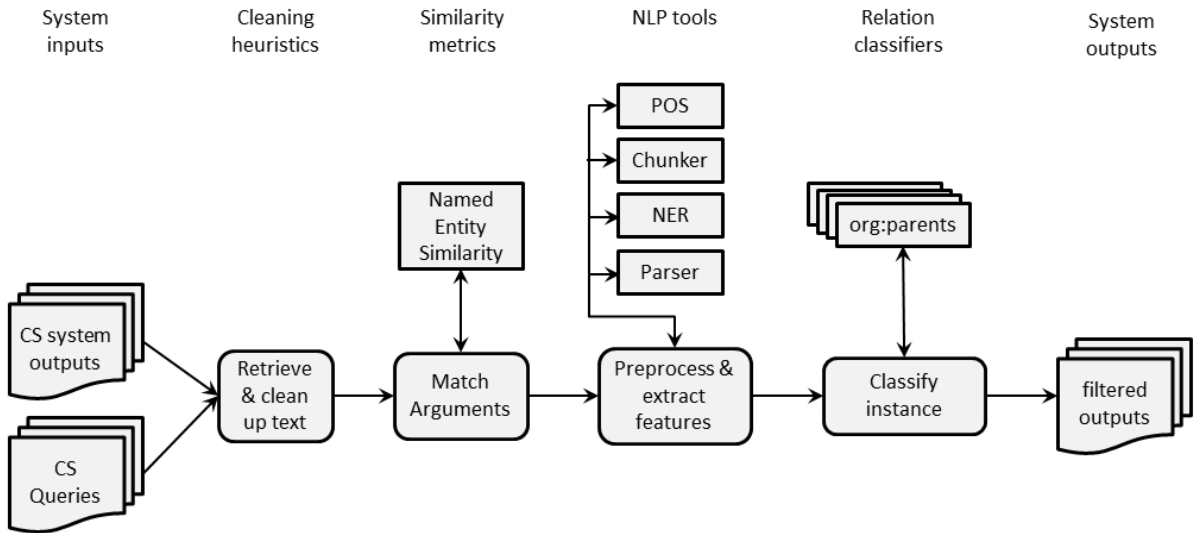 System
inputs
Cleaning
heuristics
Similarity
metrics
NLP tools
Relation
classifiers
System
outputs
POS
Chunker
NER
Parser
Named
Entity
Similarity
org:parents
CS system
outputs
CS
Queries
Retrieve
& clean
up text
Match
Arguments
Preprocess &
extract
features
Classify
instance
filtered
outputs